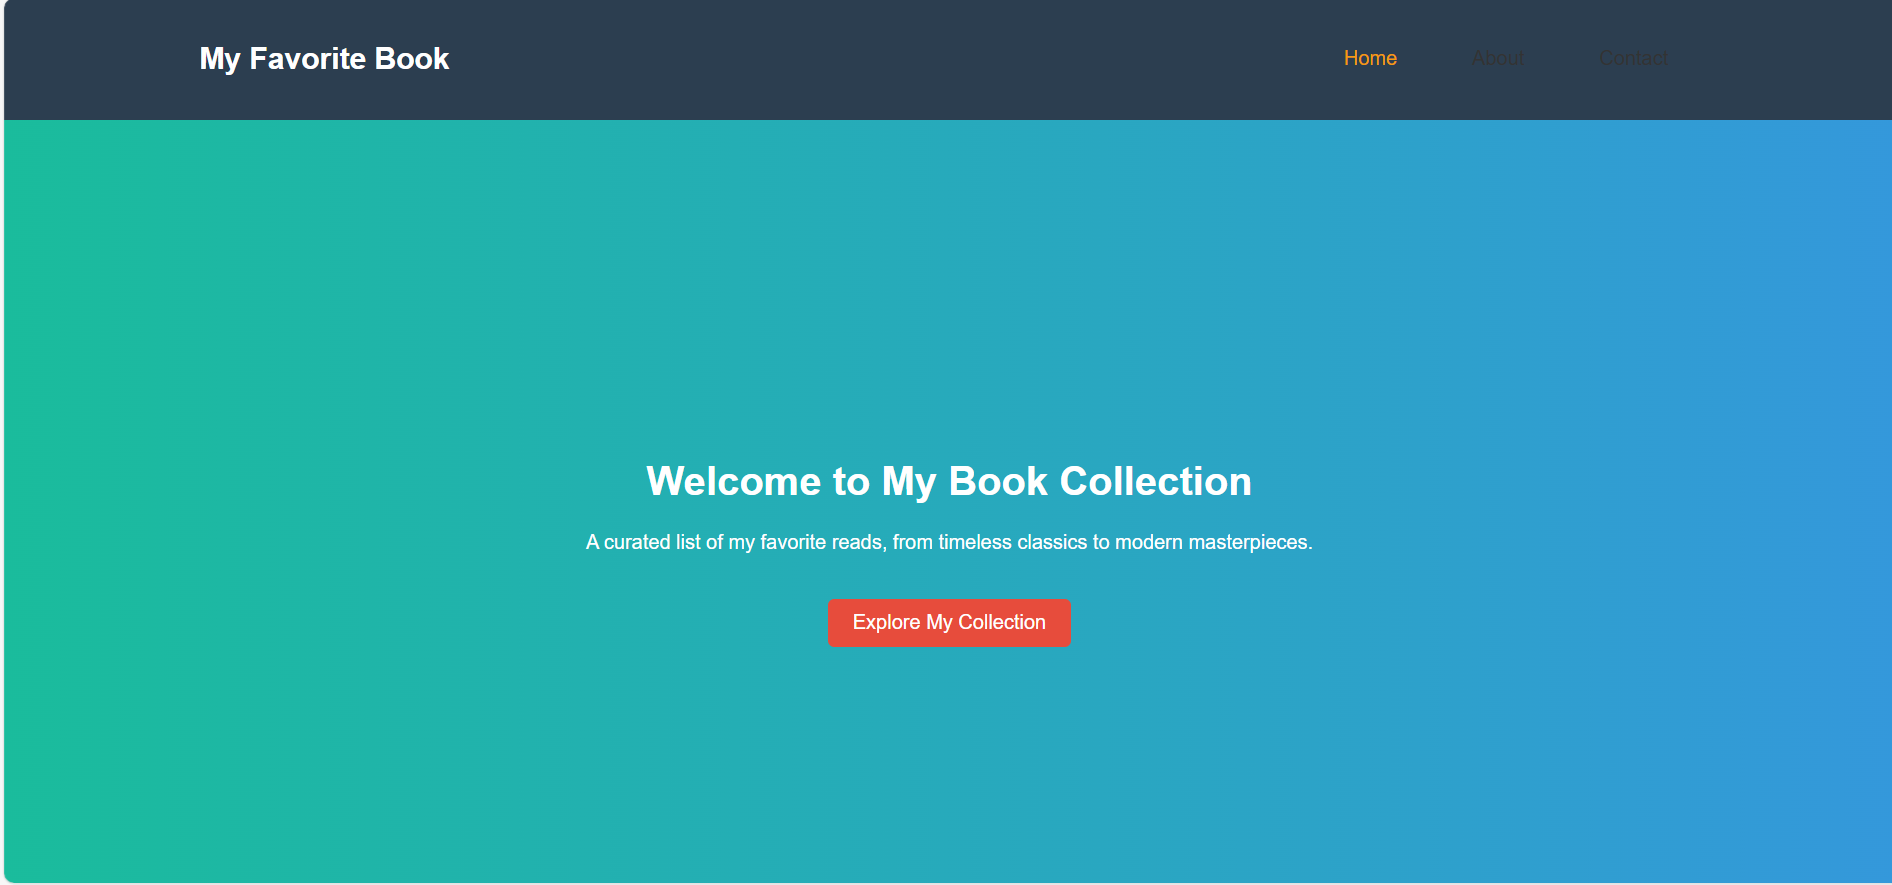 My Favorite Book
Home About Contact
Welcome to My Book Collection
A curated list of my favorite reads, from timeless classics to modern masterpieces.
Explore My Collection